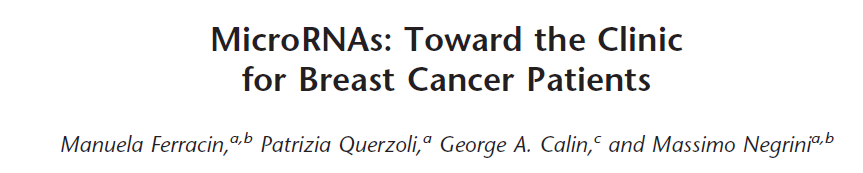 MicroRNAs: Toward the Clinic
for Breast Cancer Patients
Manuela Ferracin,a,b Patrizia Querzoli,a George A. Calin,c and Massimo Negrinia,b